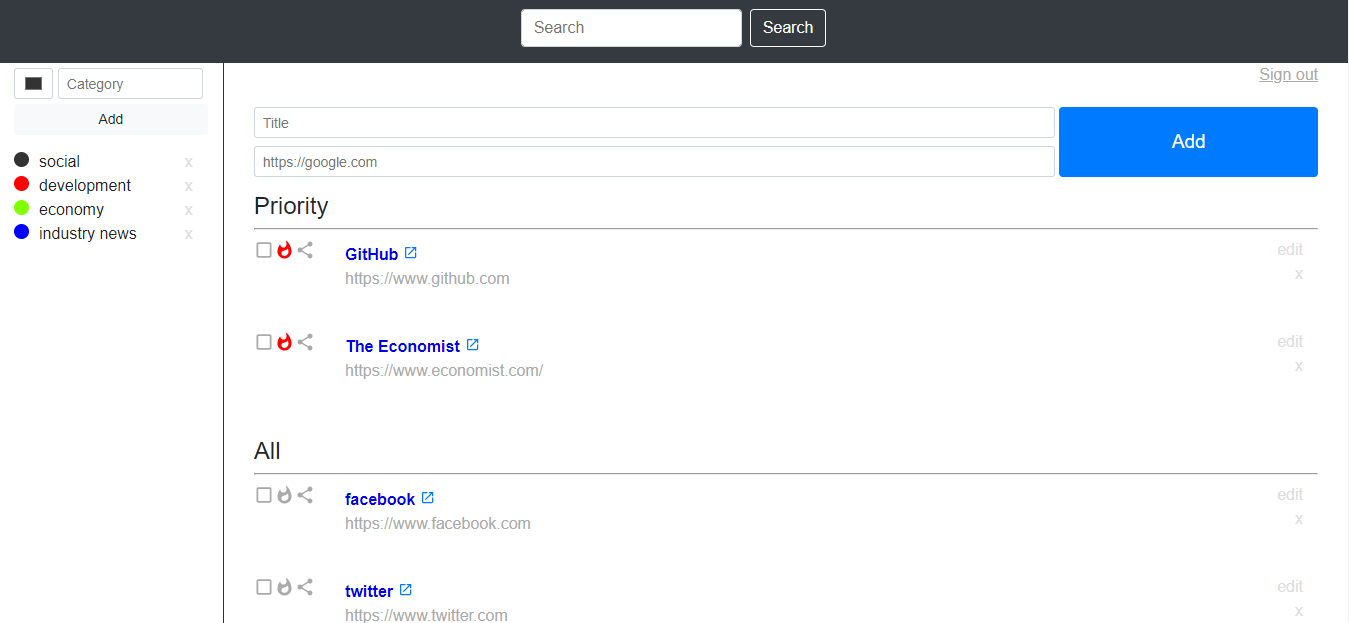 Search Search
Sign out
Category
Add
social x
development x
economy x
industry news x
Title
https://google.com
Add
Priority
GitHub edit
https://www.github.com x
The Economist edit
https://www.economist.com/ x
All
facebook edit
https://www.facebook.com x
twitter edit
https://www.twitter.com x